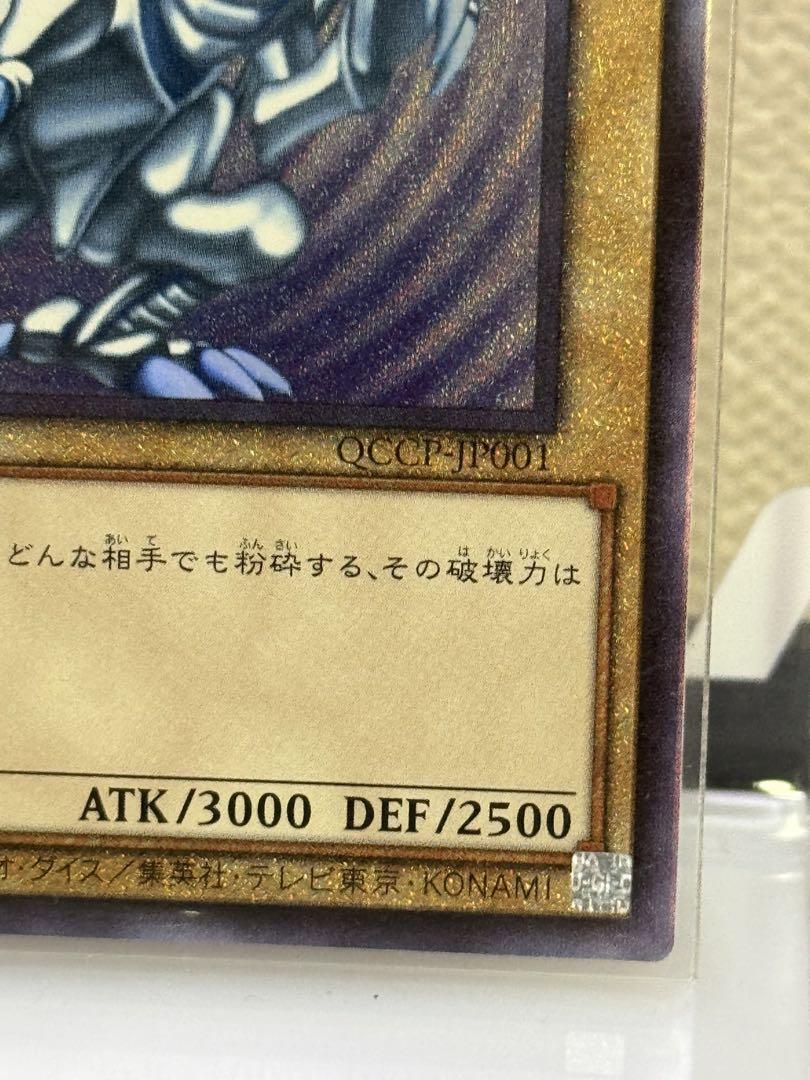 QCCP-JP001
どんな相手でも粉砕する、その破壊力は
ATK/3000 DEF/2500
オ・ダイス/集英社・テレビ東京・KONAMI